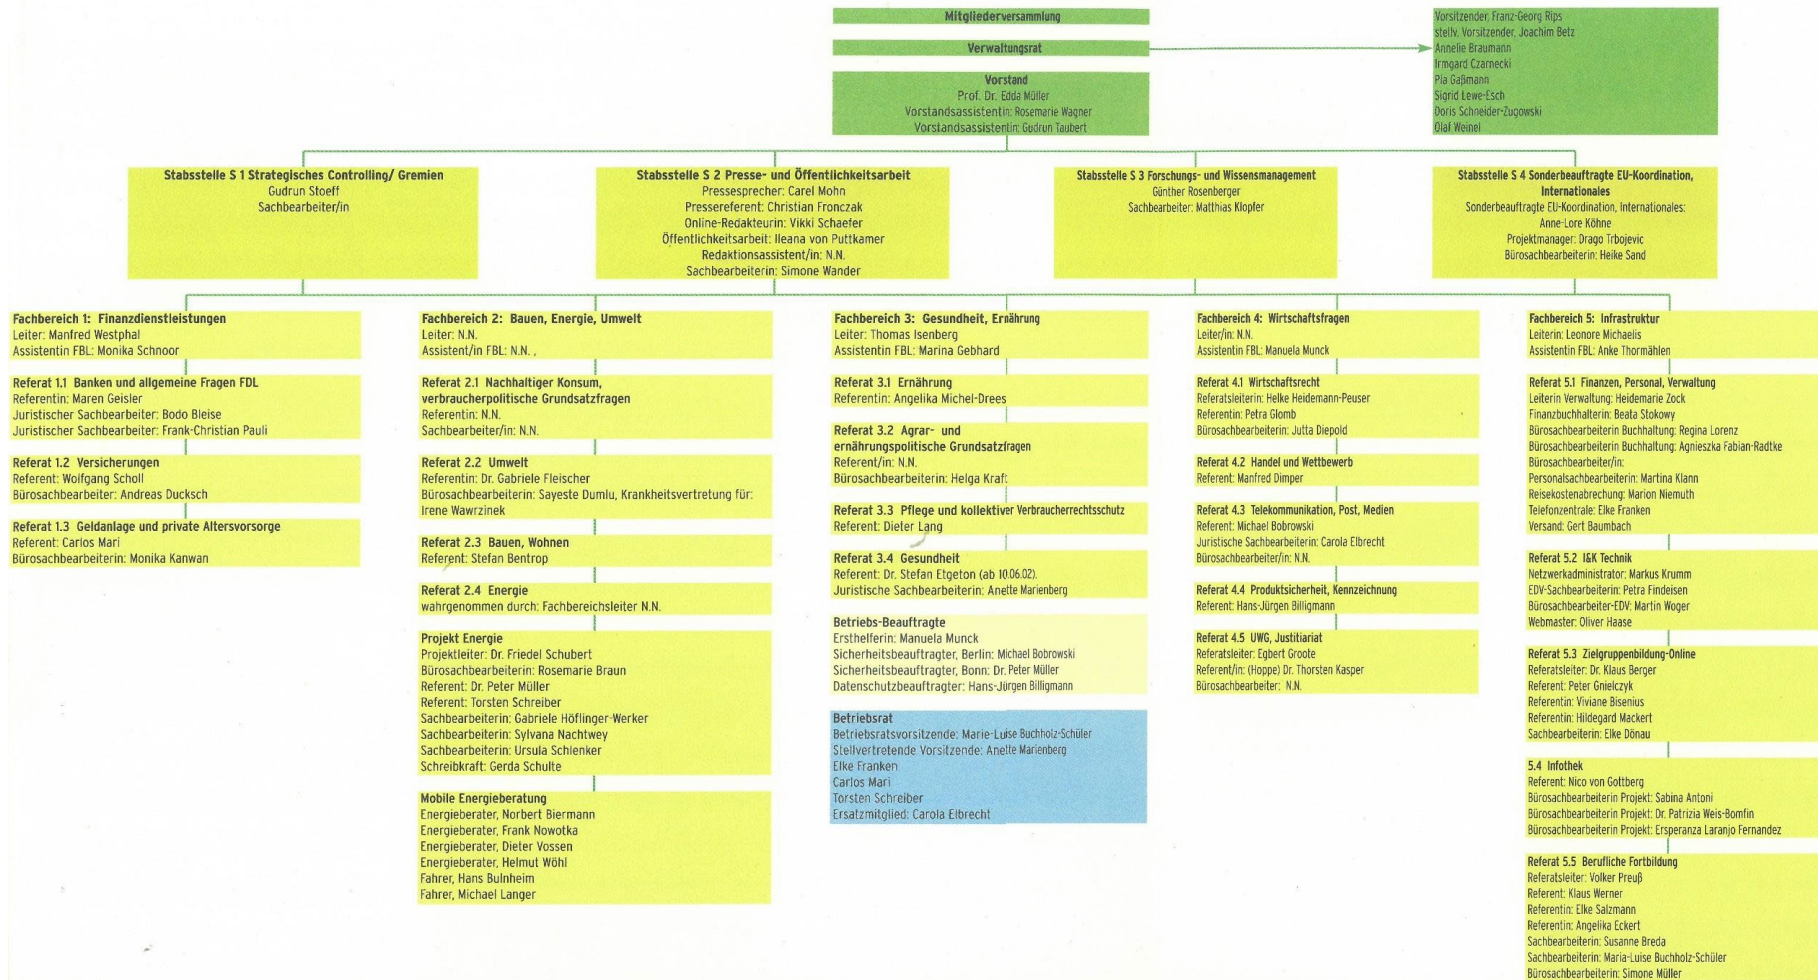 Mitgliederversammlung
Verwaltungsrat
Vorsitzender, Franz-Georg Rips
stellv. Vorsitzender, Joachim Betz
Annelie Braumann
Irmgard Czarnecki
Pia Gaßmann
Sigrid Lewe-Esch
Doris Schneider-Zugowski
Olaf Weinel
Vorstand
Prof. Dr. Edda Müller
Vorstandsassistentin: Rosemarie Wagner
Vorstandsassistentin: Gudrun Taubert
Stabsstelle S 1 Strategisches Controlling/ Gremien
Gudrun Stoeff
Sachbearbeiter/in
Stabsstelle S 2 Presse- und Öffentlichkeitsarbeit
Pressesprecher: Carel Mohn
Pressereferent: Christian Fronczak
Online-Redakteurin: Vikki Schaefer
Öffentlichkeitsarbeit: Ileana von Puttkamer
Redaktionsassistent/in: N.N.
Sachbearbeiterin: Simone Wander
Stabsstelle S 3 Forschungs- und Wissensmanagement
Günther Rosenberger
Sachbearbeiter: Matthias Klopfer
Stabsstelle S 4 Sonderbeauftragte EU-Koordination,
Internationales
Sonderbeauftragte EU-Koordination, Internationales:
Anne-Lore Köhne
Projektmanager: Drago Trbojevic
Bürosachbearbeiterin: Heike Sand
Fachbereich 1: Finanzdienstleistungen
Leiter: Manfred Westphal
Assistentin FBL: Monika Schnoor
Referat 1.1 Banken und allgemeine Fragen FDL
Referentin: Maren Geisler
Juristischer Sachbearbeiter: Bodo Bleise
Juristischer Sachbearbeiter: Frank-Christian Pauli
Referat 1.2 Versicherungen
Referent: Wolfgang Scholl
Bürosachbearbeiter: Andreas Ducksch
Referat 1.3 Geldanlage und private Altersvorsorge
Referent: Carlos Mari
Bürosachbearbeiterin: Monika Kanwan
Fachbereich 2: Bauen, Energie, Umwelt
Leiter: N.N.
Assistent/in FBL: N.N. ,
Referat 2.1 Nachhaltiger Konsum,
verbraucherpolitische Grundsatzfragen
Referentin: N.N.
Sachbearbeiter/in: N.N.
Referat 2.2 Umwelt
Referentin: Dr. Gabriele Fleischer
Bürosachbearbeiterin: Sayeste Dumlu, Krankheitsvertretung für:
Irene Wawrzinek
Referat 2.3 Bauen, Wohnen
Referent: Stefan Bentrop
Referat 2.4 Energie
wahrgenommen durch: Fachbereichsleiter N.N.
Projekt Energie
Projektleiter: Dr. Friedel Schubert
Bürosachbearbeiterin: Rosemarie Braun
Referent: Dr. Peter Müller
Referent: Torsten Schreiber
Sachbearbeiterin: Gabriele Höflinger-Werker
Sachbearbeiterin: Sylvana Nachtwey
Sachbearbeiterin: Ursula Schlenker
Schreibkraft: Gerda Schulte
Mobile Energieberatung
Energieberater, Norbert Biermann
Energieberater, Frank Nowotka
Energieberater, Dieter Vossen
Energieberater, Helmut Wöhl
Fahrer, Hans Bulnheim
Fahrer, Michael Langer
Fachbereich 3: Gesundheit, Ernährung
Leiter: Thomas Isenberg
Assistentin FBL: Marina Gebhard
Referat 3.1 Ernährung
Referentin: Angelika Michel-Drees
Referat 3.2 Agrar- und
ernährungspolitische Grundsatzfragen
Referent/in: N.N.
Bürosachbearbeiterin: Helga Kraft
Referat 3.3 Pflege und kollektiver Verbraucherrechtsschutz
Referent: Dieter Lang
Referat 3.4 Gesundheit
Referent: Dr. Stefan Etgeton (ab 10.06.02).
Juristische Sachbearbeiterin: Anette Marienberg
Betriebs-Beauftragte
Ersthelferin: Manuela Munck
Sicherheitsbeauftragter, Berlin: Michael Bobrowski
Sicherheitsbeauftragter, Bonn: Dr. Peter Müller
Datenschutzbeauftragter: Hans-Jürgen Billigmann
Betriebsrat
Betriebsratsvorsitzende: Marie-Luise Buchholz-Schüler
Stellvertretende Vorsitzende: Anette Marienberg
Elke Franken
Carlos Mari
Torsten Schreiber
Ersatzmitglied: Carola Elbrecht
Fachbereich 4: Wirtschaftsfragen
Leiter/in: N.N.
Assistentin FBL: Manuela Munck
Referat 4.1 Wirtschaftsrecht
Referatsleiterin: Helke Heidemann-Peuser
Referentin: Petra Glomb
Bürosachbearbeiterin: Jutta Diepold
Referat 4.2 Handel und Wettbewerb
Referent: Manfred Dimper
Referat 4.3 Telekommunikation, Post, Medien
Referent: Michael Bobrowski
Juristische Sachbearbeiterin: Carola Elbrecht
Bürosachbearbeiter/in: N.N.
Referat 4.4 Produktsicherheit, Kennzeichnung
Referent: Hans-Jürgen Billigmann
Referat 4.5 UWG, Justitiariat
Referatsleiter: Egbert Groote
Referent/in: (Hoppe) Dr. Thorsten Kasper
Bürosachbearbeiter: N.N.
Fachbereich 5: Infrastruktur
Leiterin: Leonore Michaelis
Assistentin FBL: Anke Thormählen
Referat 5.1 Finanzen, Personal, Verwaltung
Leiterin Verwaltung: Heidemarie Zock
Finanzbuchhalterin: Beata Stokowy
Bürosachbearbeiterin Buchhaltung: Regina Lorenz
Bürosachbearbeiterin Buchhaltung: Agnieszka Fabian-Radtke
Bürosachbearbeiter/in:
Personalsachbearbeiterin: Martina Klann
Reisekostenabrechung: Marion Niemuth
Telefonzentrale: Elke Franken
Versand: Gert Baumbach
Referat 5.2 I&K Technik
Netzwerkadministrator: Markus Krumm
EDV-Sachbearbeiterin: Petra Findeisen
Bürosachbearbeiter-EDV: Martin Woger
Webmaster: Oliver Haase
Referat 5.3 Zielgruppenbildung-Online
Referatsleiter: Dr. Klaus Berger
Referent: Peter Gnielczyk
Referentin: Viviane Bisenius
Referentin: Hildegard Mackert
Sachbearbeiterin: Elke Dönau
5.4 Infothek
Referent: Nico von Gottberg
Bürosachbearbeiterin Projekt: Sabina Antoni
Bürosachbearbeiterin Projekt: Dr. Patrizia Weis-Bomfin
Bürosachbearbeiterin Projekt: Ersperanza Laranjo Fernandez
Referat 5.5 Berufliche Fortbildung
Referatsleiter: Volker Preuß
Referent: Klaus Werner
Referentin: Elke Salzmann
Referentin: Angelika Eckert
Sachbearbeiterin: Susanne Breda
Sachbearbeiterin: Maria-Luise Buchholz-Schüler
Bürosachbearbeiterin: Simone Müller